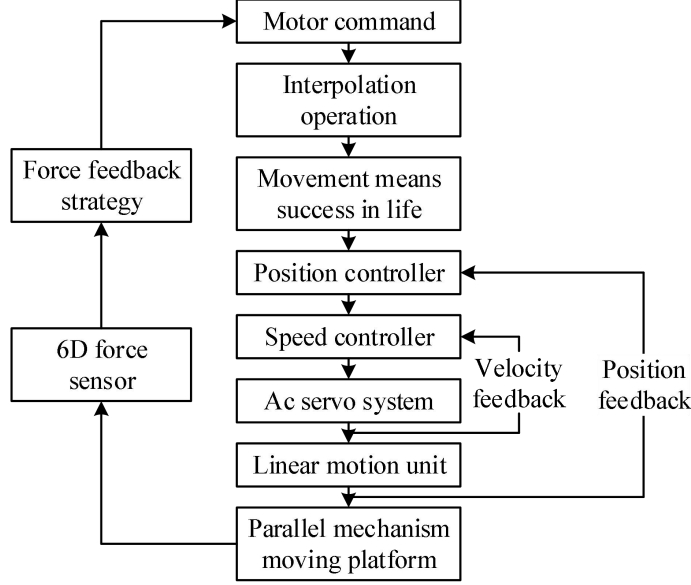 Motor command
Interpolation
operation
Force feedback
strategy
Movement means
success in life
Position controller
6D force
sensor
Speed controller
Velocity
feedback
Position
feedback
Ac servo system
Linear motion unit
Parallel mechanism
moving platform